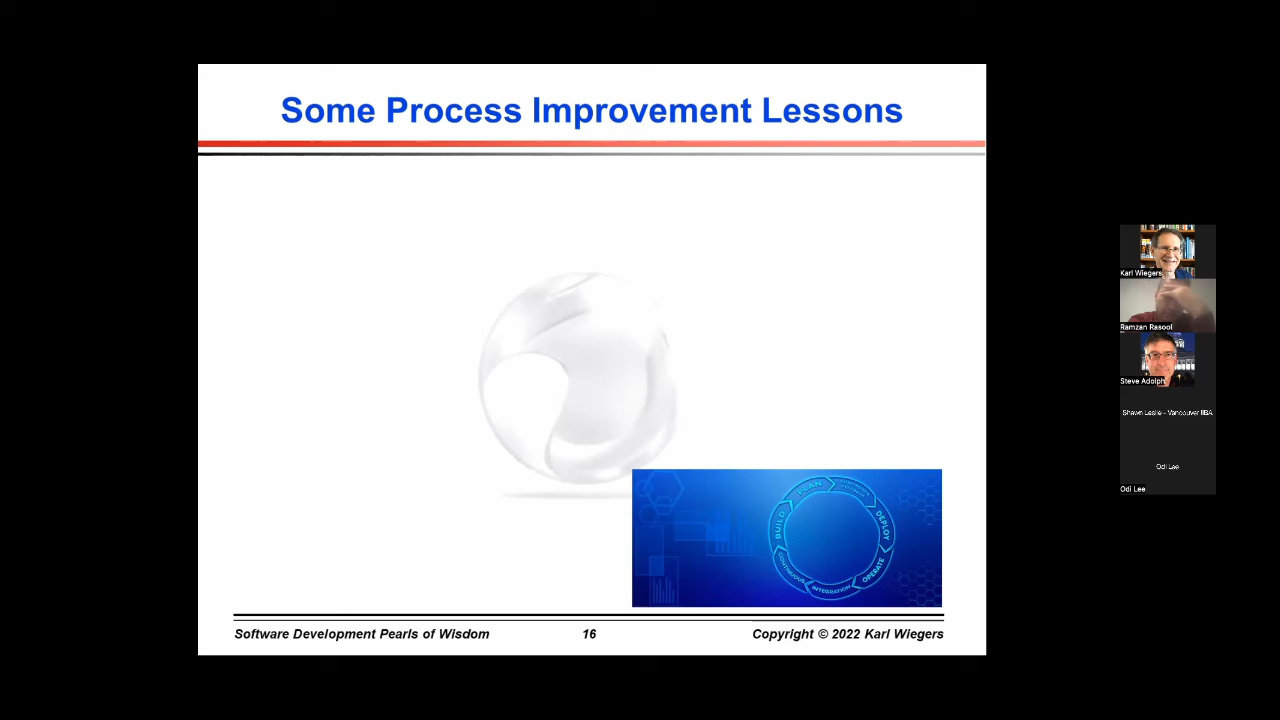 Some Process Improvement Lessons
PLAN
DEPLOY
OPERATE
INTEGRATION
CONTINUOUS
BUILD
Software Development Pearls of Wisdom
16
Copyright © 2022 Karl Wiegers
Karl Wiegers
Ramzan Rasool
Steve Adolph
Shawn Leslie - Vancouver IIBA
Odi Lee
Odi Lee